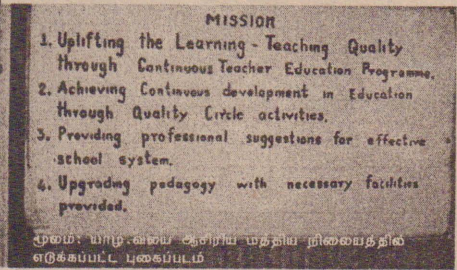 MISSION
1. Uplifting the Learning - Teaching Quality
through Continuous Teacher Education Programme.
2. Achieving Continuous development in Education
through Quality Circle activities.
3. Providing professional suggestions for effective
school system.
4. Upgrading pedagogy with necessary facilities
provided.
மூலம்: யாழ்.வலய ஆசிரிய மத்திய நிலையத்தில்
எடுக்கப்பட்ட புகைப்படம்